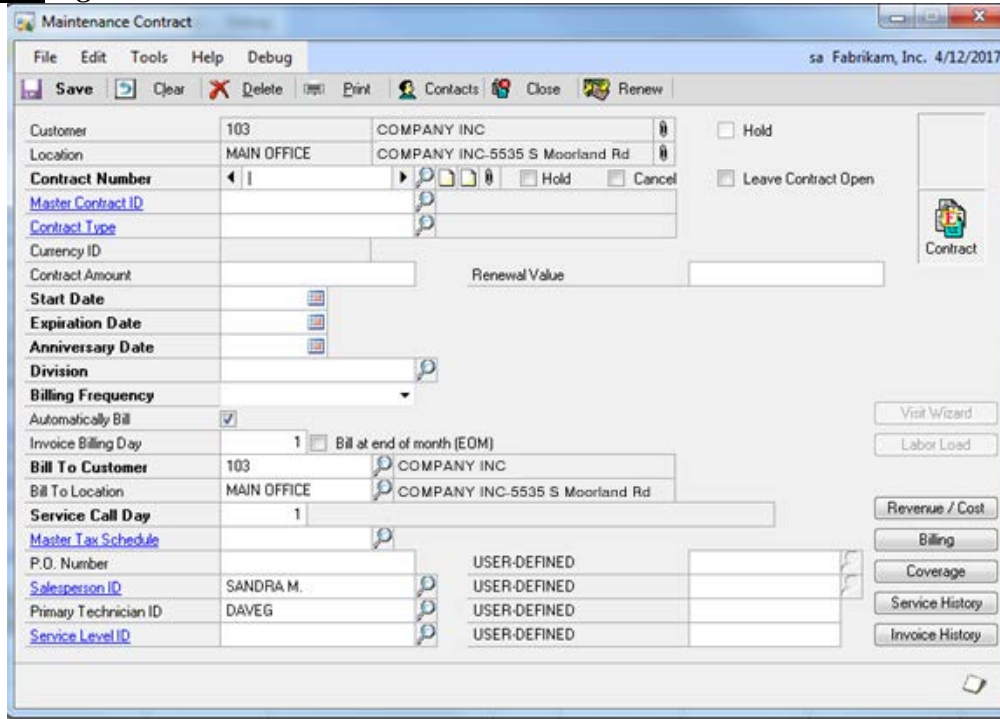 Maintenance Contract
File Edit Tools Help Debug sa Fabrikam, Inc. 4/12/2017
Save Clear Delete Print Contacts Close Renew
Customer 103 COMPANY INC Hold
Location MAIN OFFICE COMPANY INC-5535 S Moorland Rd
Contract Number Hold Cancel Leave Contract Open
Master Contract ID
Contract Type
Currency ID Contract
Contract Amount Renewal Value
Start Date
Expiration Date
Anniversary Date
Division
Billing Frequency
Automatically Bill Visit Wizard
Invoice Billing Day 1 Bill at end of month (EOM) Labor Load
Bill To Customer 103 COMPANY INC
Bill To Location MAIN OFFICE COMPANY INC-5535 S Moorland Rd
Service Call Day 1 Revenue / Cost
Master Tax Schedule Billing
P.O. Number USER-DEFINED
Coverage
Salesperson ID SANDRA M. USER-DEFINED
Primary Technician ID DAVEG USER-DEFINED Service History
Service Level ID USER-DEFINED Invoice History